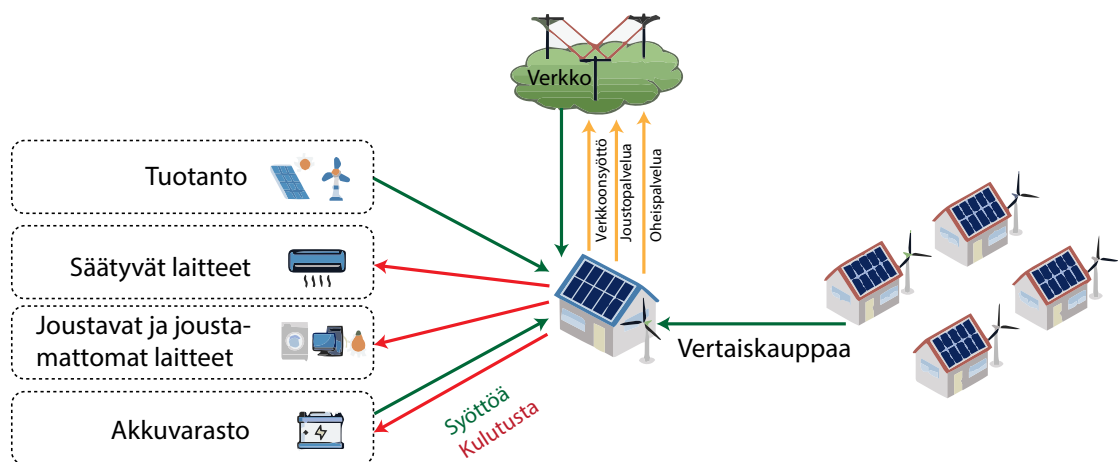 Verkko
Verkkoonsyöttö
Joustopalvelua
Oheispalvelua
Tuotanto
Säätyvät laitteet
Joustavat ja jousta-
mattomat laitteet
Akkuvarasto
Syöttöä
Kulutusta
Vertaiskauppaa